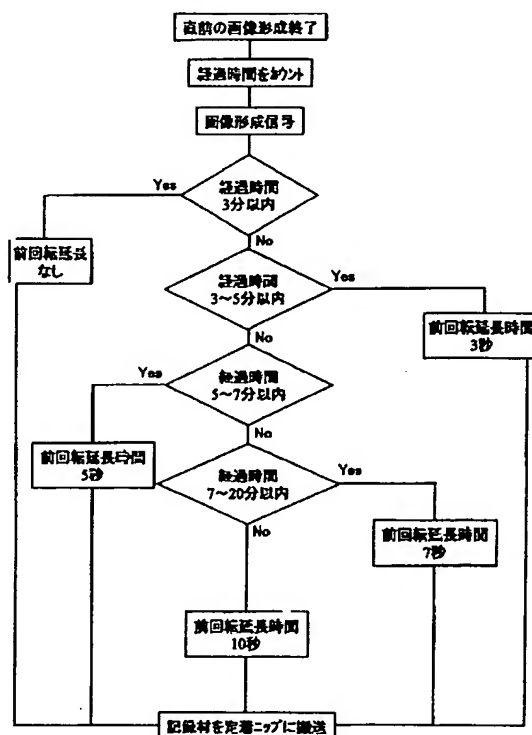 直前の画像形成終了
経過時間をカウント
画像形成信号
経過時間
3分以内
Yes
No
前回転延長
なし
経過時間
3〜5分以内
Yes
No
前回転延長時間
3秒
経過時間
5〜7分以内
Yes
No
前回転延長時間
5秒
経過時間
7〜20分以内
Yes
No
前回転延長時間
7秒
前回転延長時間
10秒
記録材を定着ニップに搬送